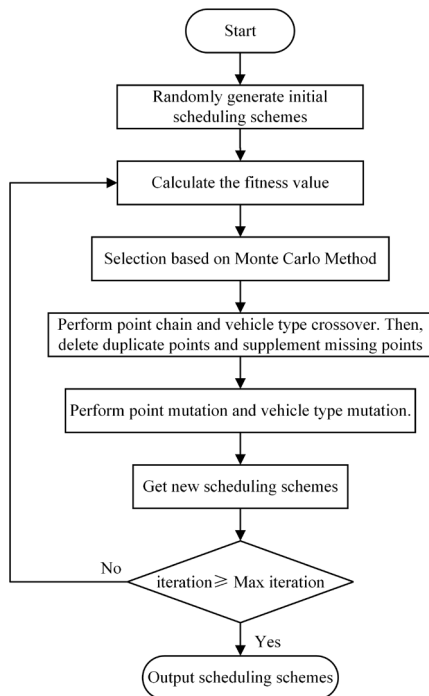 Start
Randomly generate initial
scheduling schemes
Calculate the fitness value
Selection based on Monte Carlo Method
Perform point chain and vehicle type crossover. Then,
delete duplicate points and supplement missing points
Perform point mutation and vehicle type mutation.
Get new scheduling schemes
No
iteration≥ Max iteration
Yes
Output scheduling schemes